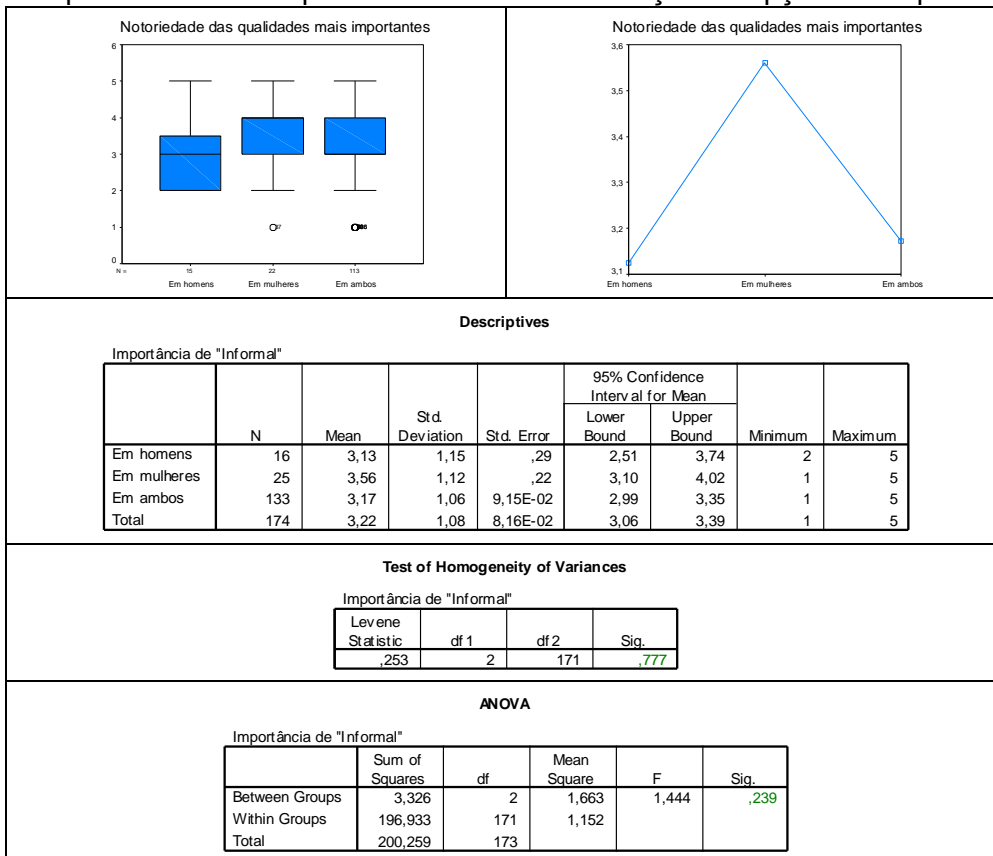 Notoriedade das qualidades mais importantes
6
5
4
3
2
1
0
N = 15 22 113
Em homens Em mulheres Em ambos
Notoriedade das qualidades mais importantes
3,6
3,5
3,4
3,3
3,2
3,1
Em homens Em mulheres Em ambos
Descriptives
Importância de "Informal"
95% Confidence
Interval for Mean
Std. Lower Upper
N Mean Deviation Std. Error Bound Bound Minimum Maximum
Em homens 16 3,13 1,15 ,29 2,51 3,74 2 5
Em mulheres 25 3,56 1,12 ,22 3,10 4,02 1 5
Em ambos 133 3,17 1,06 9,15E-02 2,99 3,35 1 5
Total 174 3,22 1,08 8,16E-02 3,06 3,39 1 5
Test of Homogeneity of Variances
Importância de "Informal"
Levene
Statistic df1 df2 Sig.
,253 2 171 ,777
ANOVA
Importância de "Informal"
Sum of Mean
Squares df Square F Sig.
Between Groups 3,326 2 1,663 1,444 ,239
Within Groups 196,933 171 1,152
Total 200,259 173